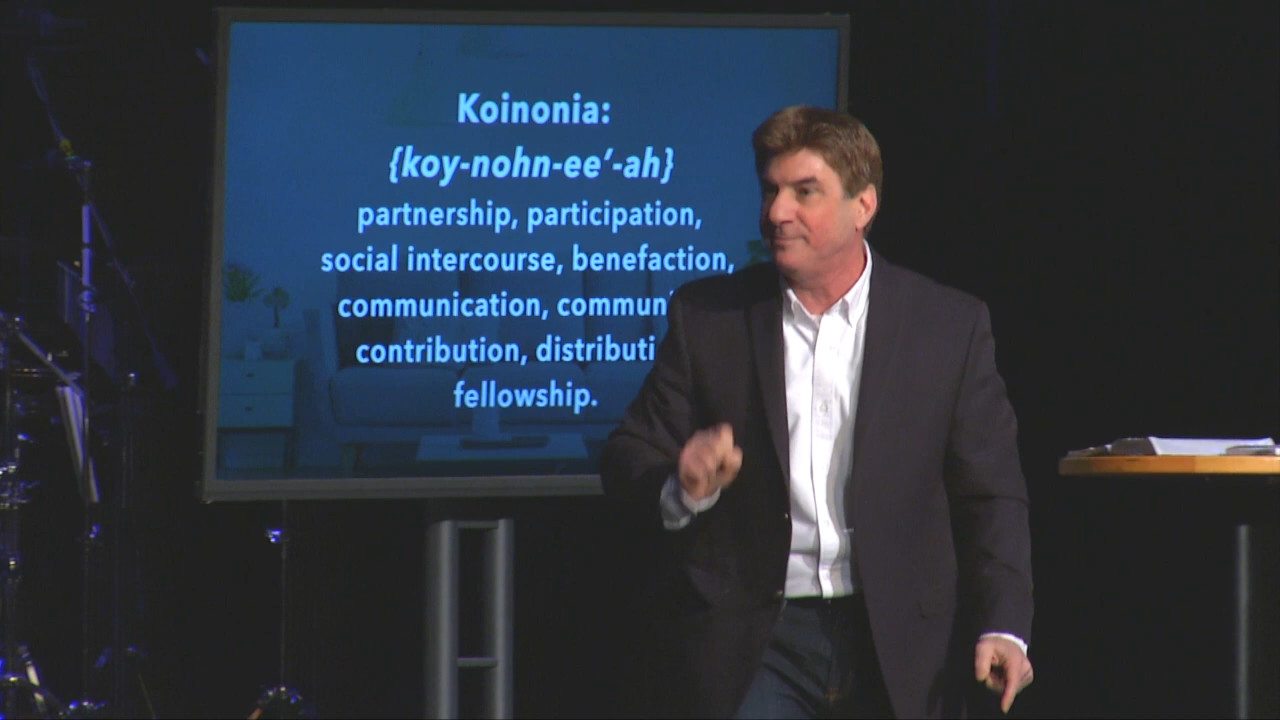 Koinonia:
{koy-nohn-ee’-ah}
partnership, participation,
social intercourse, benefaction,
communication,
contribution,
fellowship.